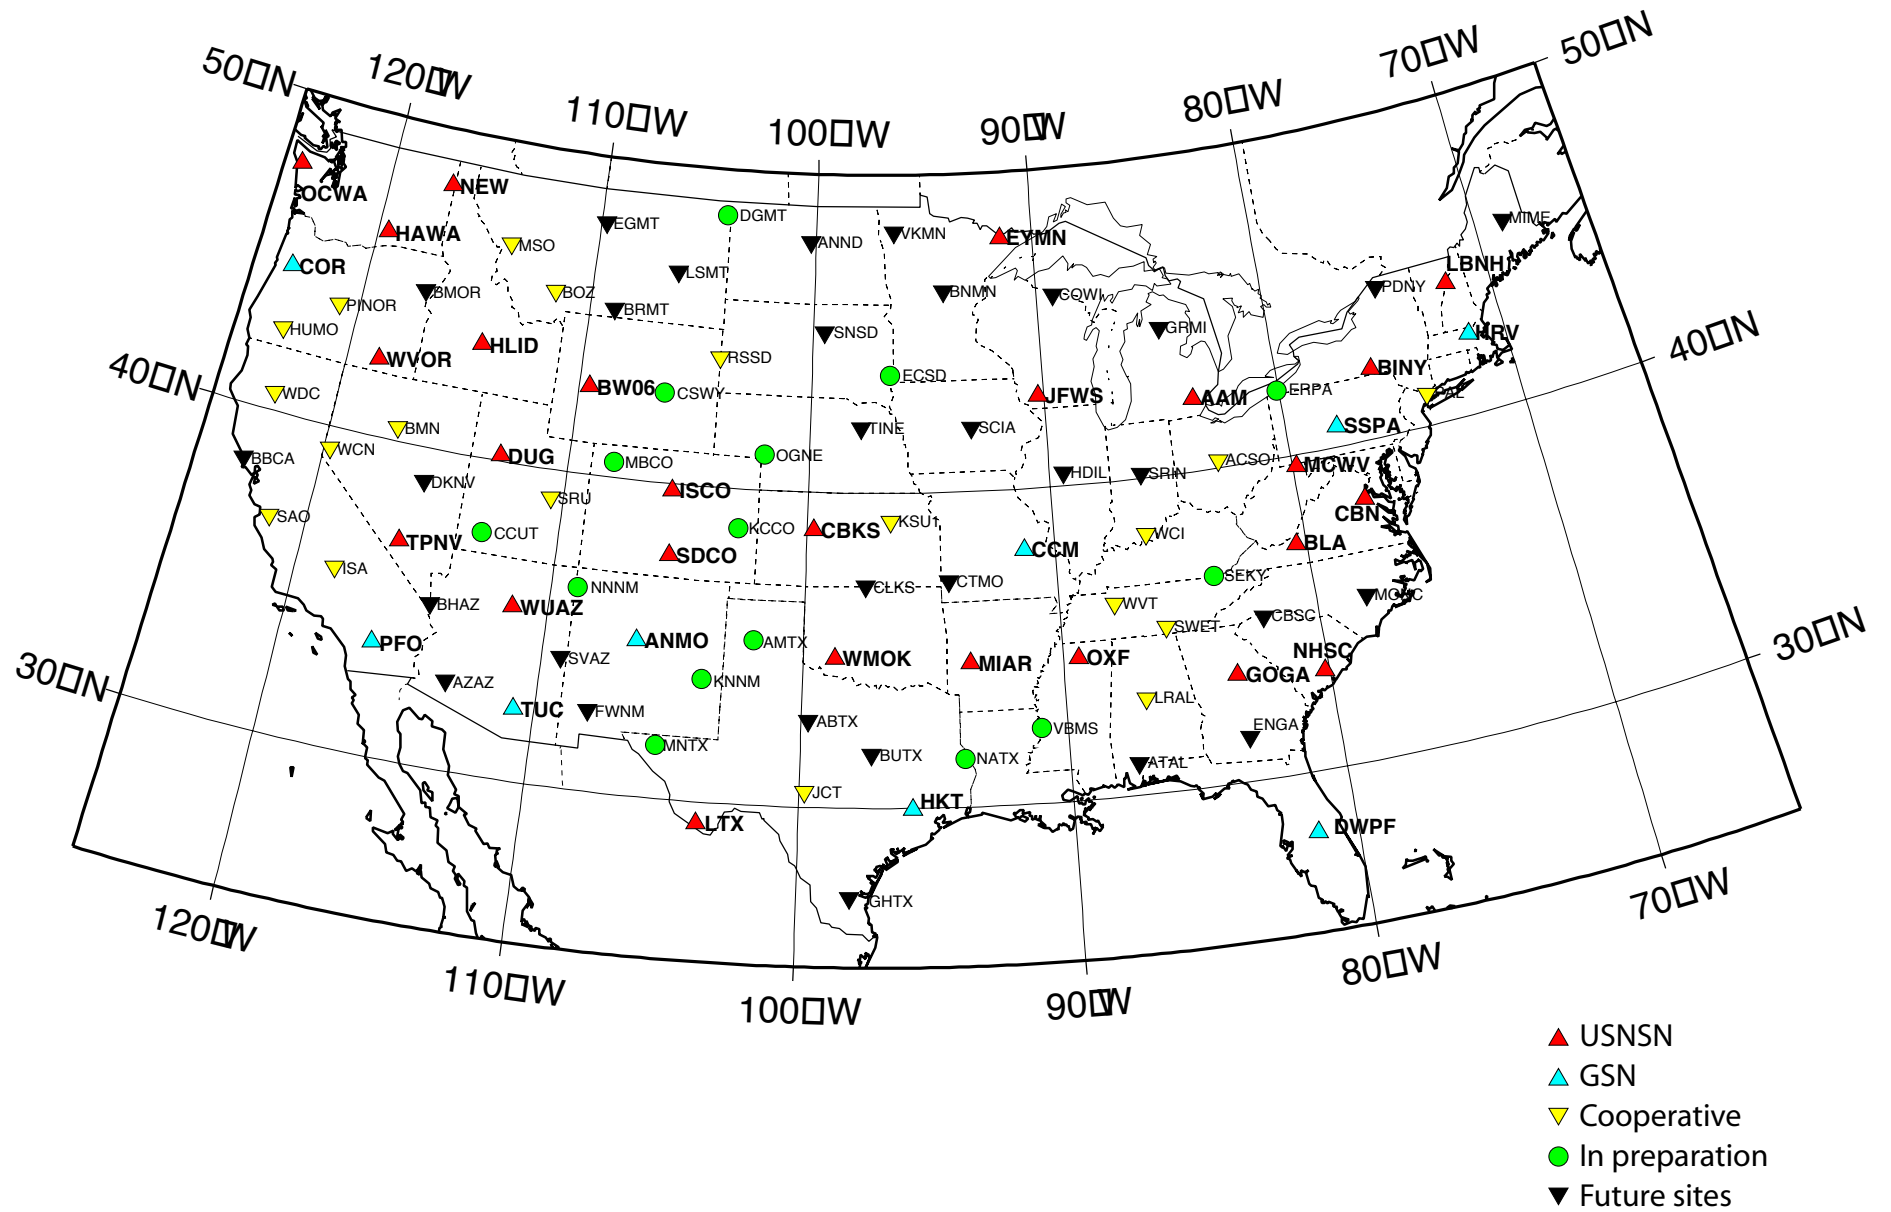 50□N
120□W
110□W
100□W
90□W
80□W
70□W
50□N
OCWA
NEW
HAWA
MSO
EGMT
DGMT
ANND
VKMN
EYMN
MIME
COR
LSMT
LBNH
PINOR
BMOR
BOZ
BRMT
BNMN
COWI
PDNY
HUMO
HLID
SNSD
GRMI
HRV
40□N
WVOR
RSSD
40□N
BW06
CSWY
ECSD
JFWS
AAM
ERPA
BINY
PAL
WDC
BMN
TINE
SCIA
SSPA
WCN
DUG
MBCO
OGNE
ACSO
MCWV
BBCA
DKNV
SRU
ISCO
HDIL
SRIN
CBN
SAO
TPNV
CCUT
KCCO
CBKS
KSU1
WCI
BLA
ISA
SDCO
CCM
NNNM
CLKS
CTMO
SEKY
BHAZ
WUAZ
WVT
CBSC
MCNC
30□N
PFO
ANMO
AMTX
SWET
NHSC
30□N
AZAZ
SVAZ
KNNM
WMOK
MIAR
OXF
GOGA
TUC
FWNM
ABTX
VBMS
LRAL
ENGA
MNTX
BUTX
NATX
ATAL
LTX
JCT
HKT
DWPF
GHTX
120□W
110□W
100□W
90□W
80□W
70□W
USNSN
GSN
Cooperative
In preparation
Future sites